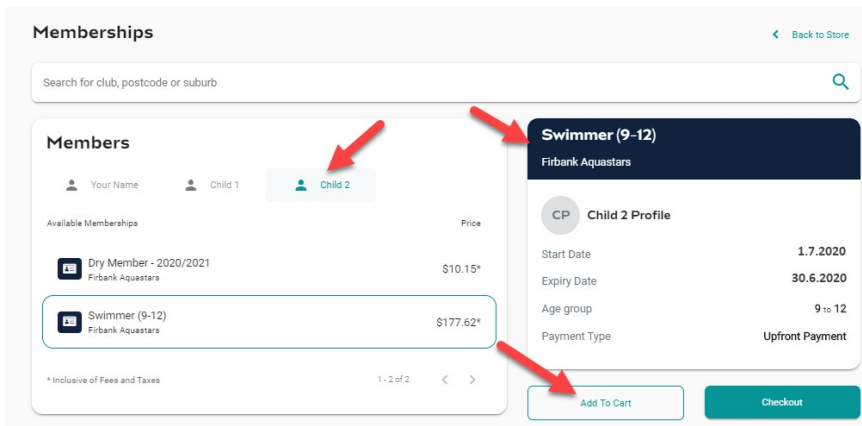 Memberships
Back to Store
Search for club, postcode or suburb
Members
Your Name
Child 1
Child 2
Available Memberships
Price
Dry Member - 2020/2021
Firbank Aquastars
$10.15*
Swimmer (9-12)
Firbank Aquastars
$177.62*
* Inclusive of Fees and Taxes
1 - 2 of 2
Swimmer (9-12)
Firbank Aquastars
CP
Child 2 Profile
Start Date
1.7.2020
Expiry Date
30.6.2020
Age group
9 to 12
Payment Type
Upfront Payment
Add To Cart
Checkout